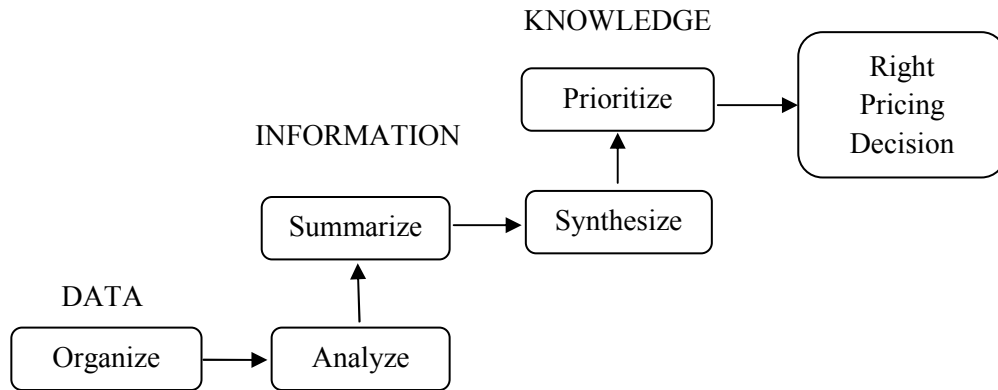 KNOWLEDGE
Prioritize
Right
Pricing
Decision
INFORMATION
Summarize
Synthesize
DATA
Organize
Analyze